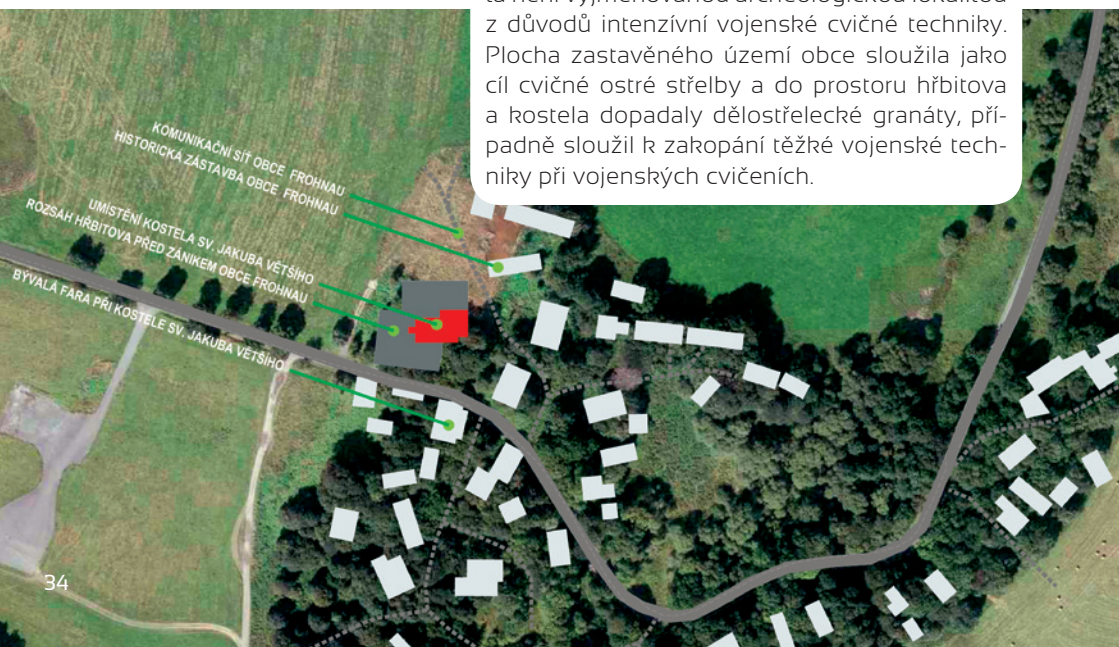 z důvodů intenzívní vojenské cvičné techniky.
Plocha zastavěného území obce sloužila jako
cíl cvičné ostré střelby a do prostoru hřbitova
a kostela dopadaly dělostřelecké granáty, pří-
padně sloužil k zakopání těžké vojenské tech-
niky při vojenských cvičeních.
KOMUNIKAČNÍ SÍŤ OBCE FROHNAU
HISTORICKÁ ZÁSTAVBA OBCE FROHNAU
UMÍSTĚNÍ KOSTELA SV. JAKUBA VĚTŠÍHO
ROZSAH HŘBITOVA PŘED ZÁNIKEM OBCE FROHNAU
BÝVALÁ FARA PŘI KOSTELE SV. JAKUBA VĚTŠÍHO
34